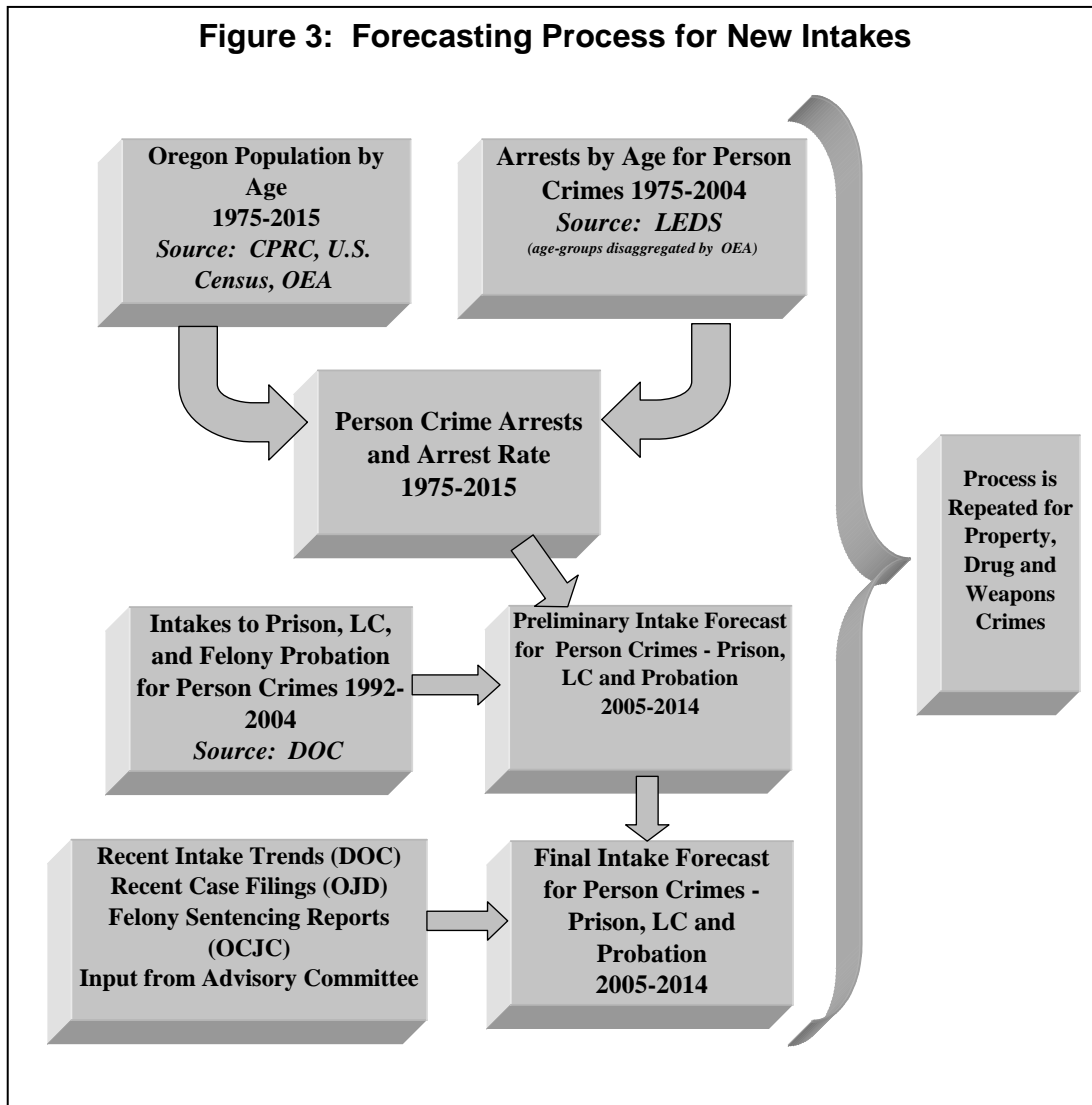 Figure 3:  Forecasting Process for New Intakes
Oregon Population by
Age
1975-2015
Source:  CPRC, U.S.
Census, OEA
Arrests by Age for Person
Crimes 1975-2004
Source:  LEDS
(age-groups disaggregated by  OEA)
Person Crime Arrests
and Arrest Rate
1975-2015
Process is
Repeated for
Property,
Drug and
Weapons
Crimes
Intakes to Prison, LC,
and Felony Probation
for Person Crimes 1992-
2004
Source:  DOC
Preliminary Intake Forecast
for  Person Crimes - Prison,
LC and Probation
2005-2014
Recent Intake Trends (DOC)
Recent Case Filings (OJD)
Felony Sentencing Reports
(OCJC)
Input from Advisory Committee
Final Intake Forecast
for Person Crimes -
Prison, LC and
Probation
2005-2014